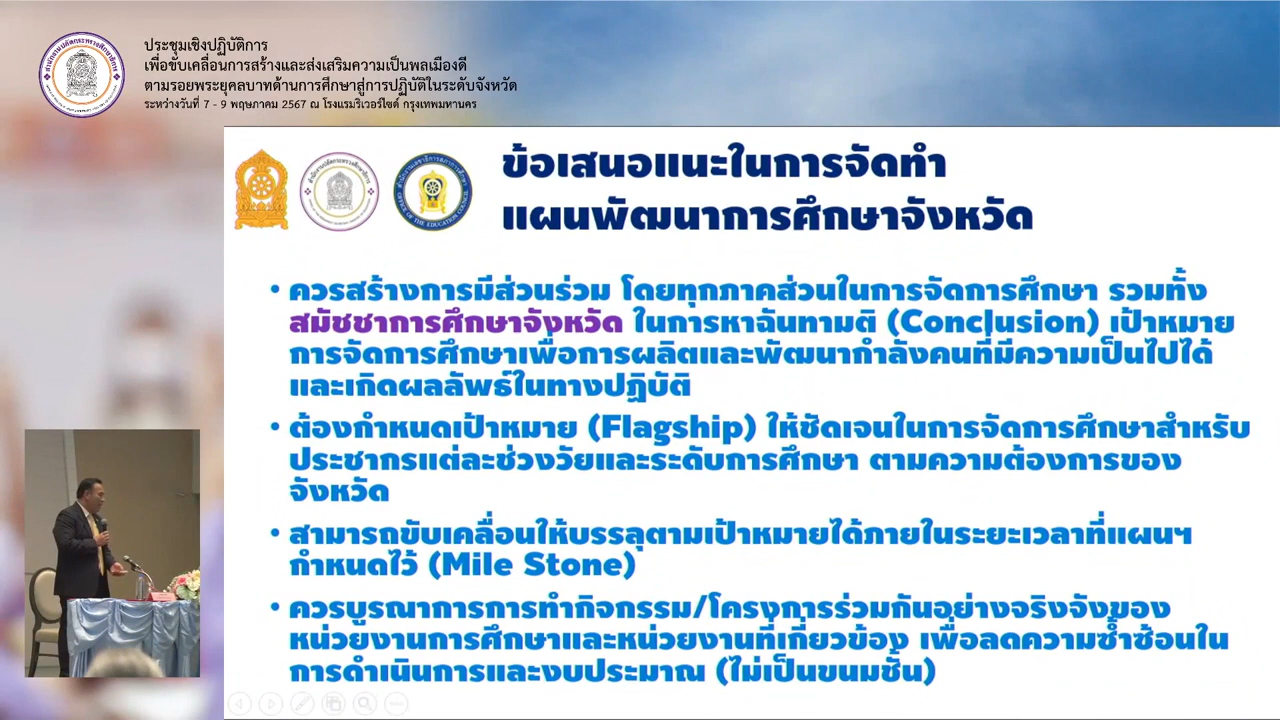 ประชุมเชิงปฏิบัติการ
เพื่อขับเคลื่อนการสร้างและส่งเสริมความเป็นพลเมืองดี
ตามรอยพระยุคลบาทด้านการศึกษาสู่การปฏิบัติในระดับจังหวัด
ระหว่างวันที่ 7 - 9 พฤษภาคม 2567 ณ โรงแรมริเวอร์ไซต์ กรุงเทพมหานคร
ข้อเสนอแนะในการจัดทำ
แผนพัฒนาการศึกษาจังหวัด
• ควรสร้างการมีส่วนร่วม โดยทุกภาคส่วนในการจัดการศึกษา รวมทั้ง
สมัชชาการศึกษาจังหวัด ในการหาฉันทามติ (Conclusion) เป้าหมาย
การจัดการศึกษาเพื่อการผลิตและพัฒนากำลังคนที่มีความเป็นไปได้
และเกิดผลลัพธ์ในทางปฏิบัติ
• ต้องกำหนดเป้าหมาย (Flagship) ให้ชัดเจนในการจัดการศึกษาสำหรับ
ประชากรแต่ละช่วงวัยและระดับการศึกษา ตามความต้องการของ
จังหวัด
• สามารถขับเคลื่อนให้บรรลุตามเป้าหมายได้ภายในระยะเวลาที่แผนฯ
กำหนดไว้ (Mile Stone)
• ควรบูรณาการการทำกิจกรรม/โครงการร่วมกันอย่างจริงจังของ
หน่วยงานการศึกษาและหน่วยงานที่เกี่ยวข้อง เพื่อลดความซ้ำซ้อนใน
การดำเนินการและงบประมาณ (ไม่เป็นขนมชั้น)